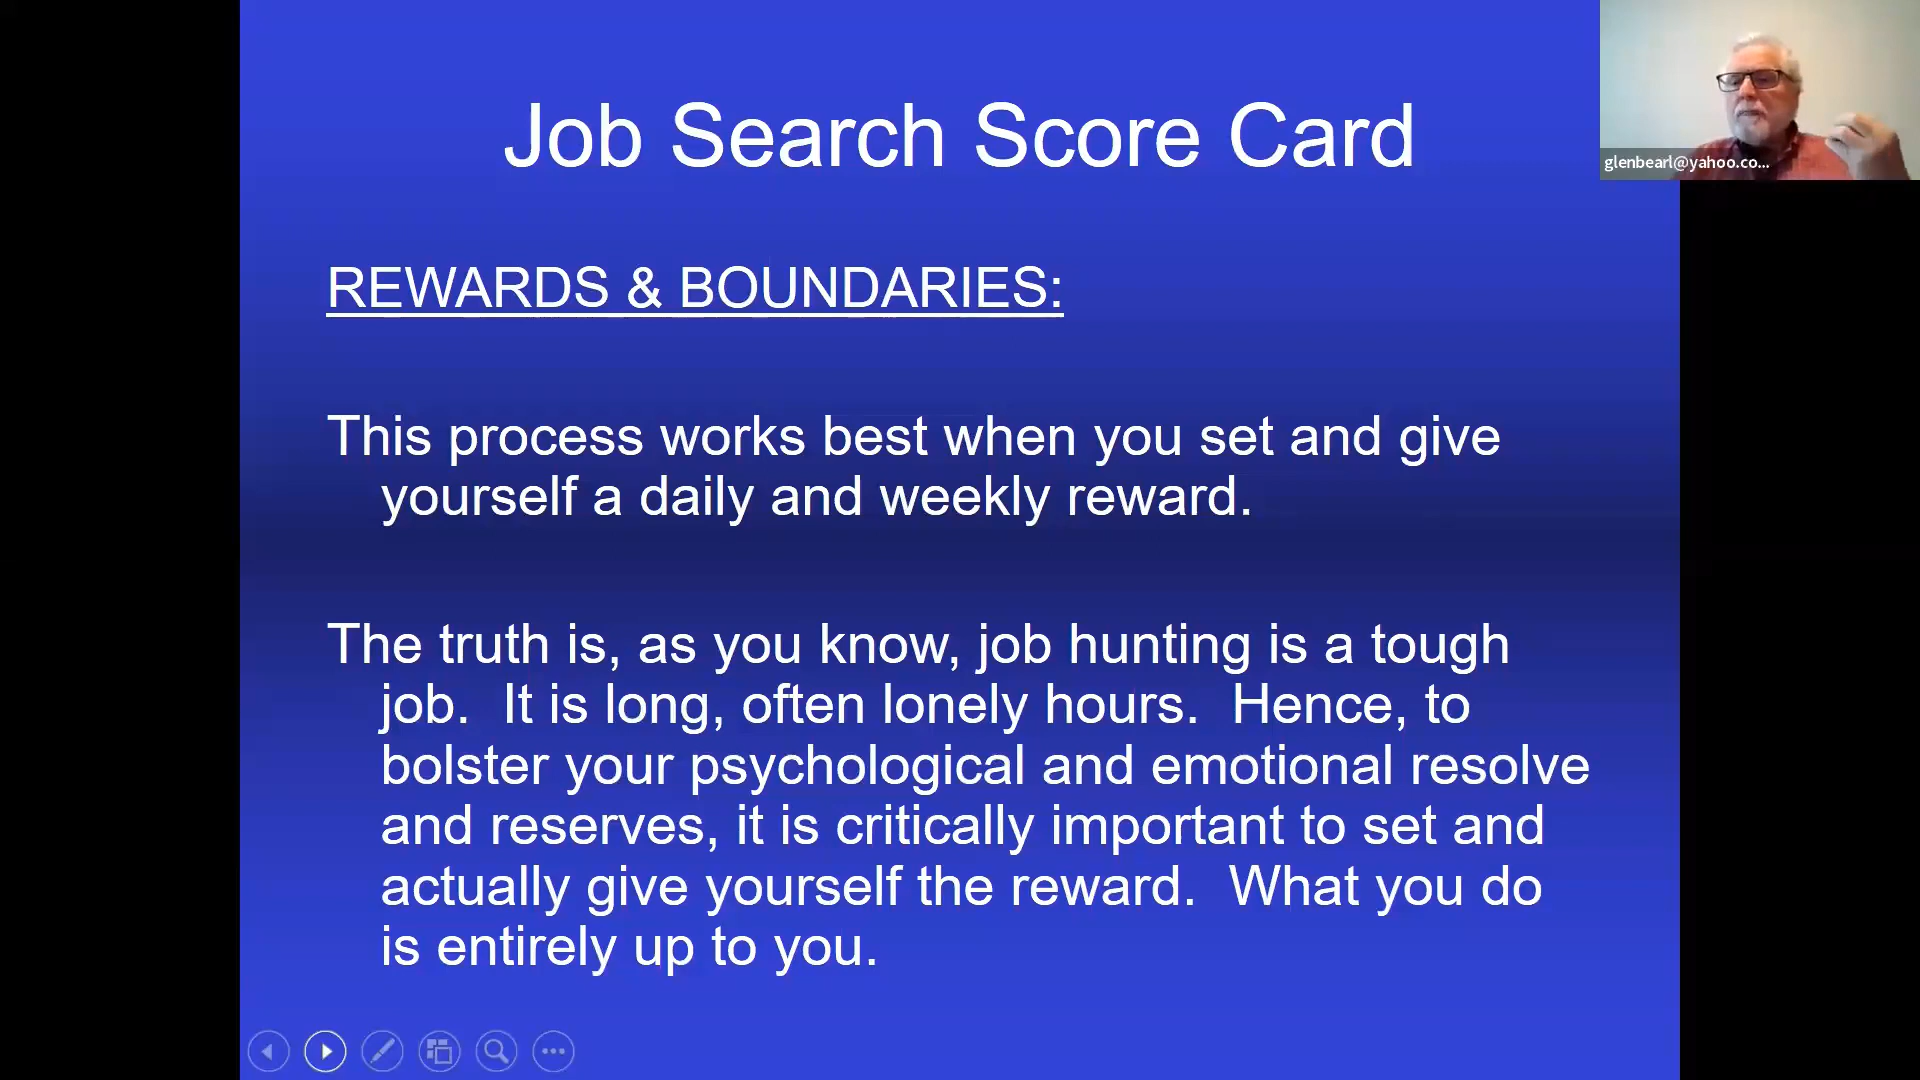 Job Search Score Card
glenbearl@yahoo.co...
REWARDS & BOUNDARIES:
This process works best when you set and give
yourself a daily and weekly reward.
The truth is, as you know, job hunting is a tough
job. It is long, often lonely hours. Hence, to
bolster your psychological and emotional resolve
and reserves, it is critically important to set and
actually give yourself the reward. What you do
is entirely up to you.